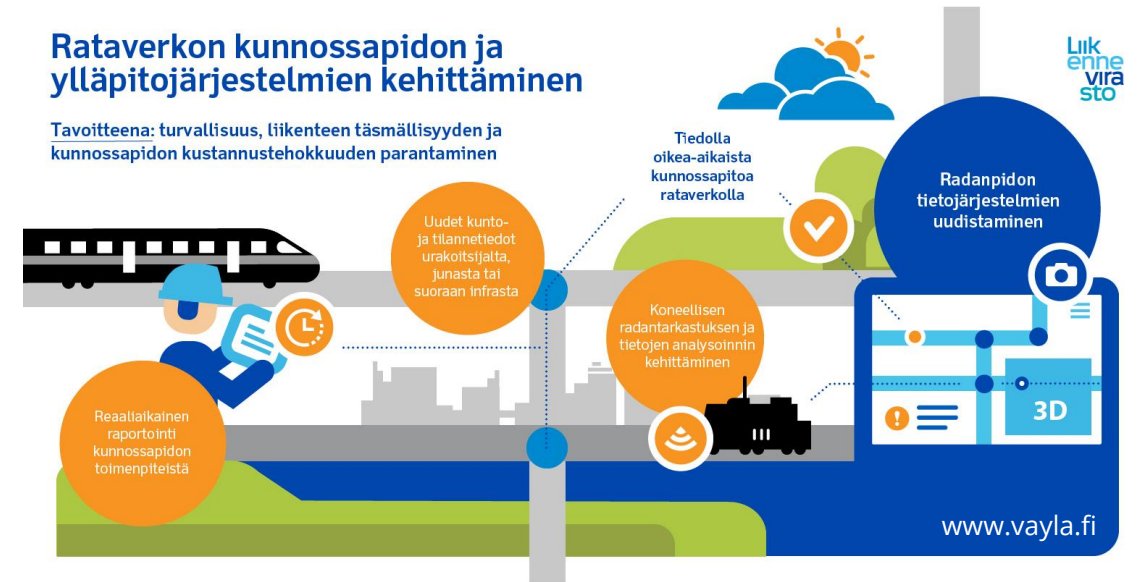 Rataverkon kunnossapidon ja
ylläpitojärjestelmien kehittäminen
Tavoitteena: turvallisuus, liikenteen täsmällisyyden ja
kunnossapidon kustannustehokkuuden parantaminen
Liik
enne
vira
sto
Tiedolla
oikea-aikaista
kunnossapitoa
rataverkolla
Radanpidon
tietojärjestelmien
uudistaminen
Uudet kunto-
ja tilannetiedot
urakoitsijalta,
junasta tai
suoraan infrasta
Koneellisen
radantarkastuksen ja
tietojen analysoinnin
kehittäminen
Reaaliaikainen
raportointi
kunnossapidon
toimenpiteistä
3D
www.vayla.fi